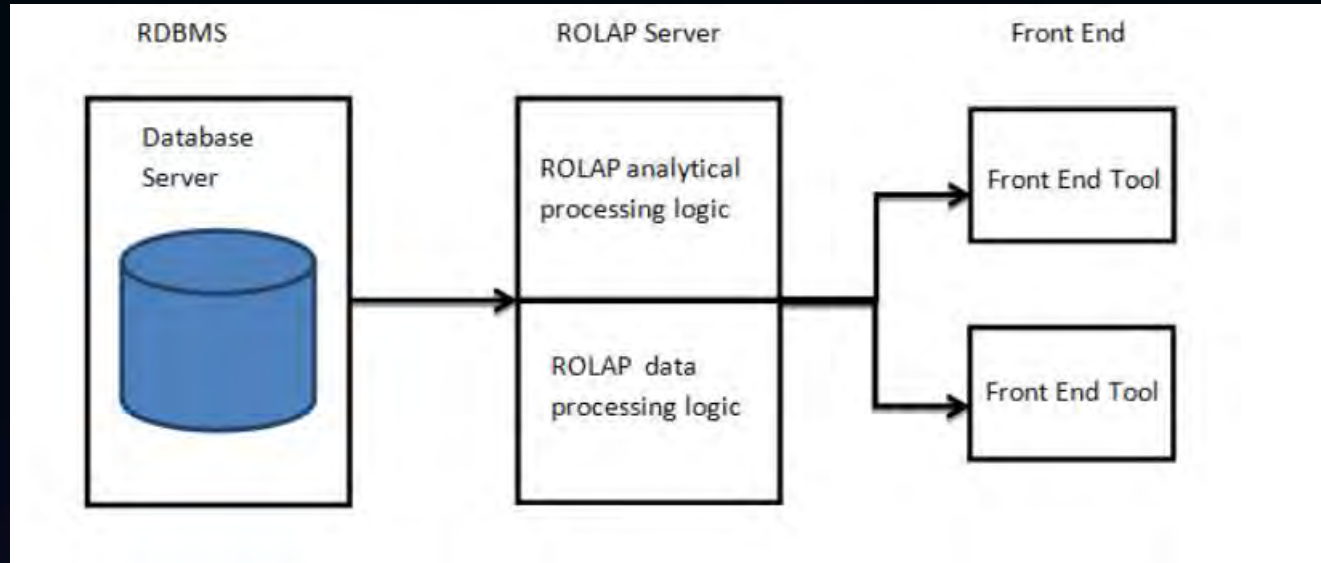 RDBMS
ROLAP Server
Front End
Database
Server
ROLAP analytical
processing logic
ROLAP data
processing logic
Front End Tool
Front End Tool